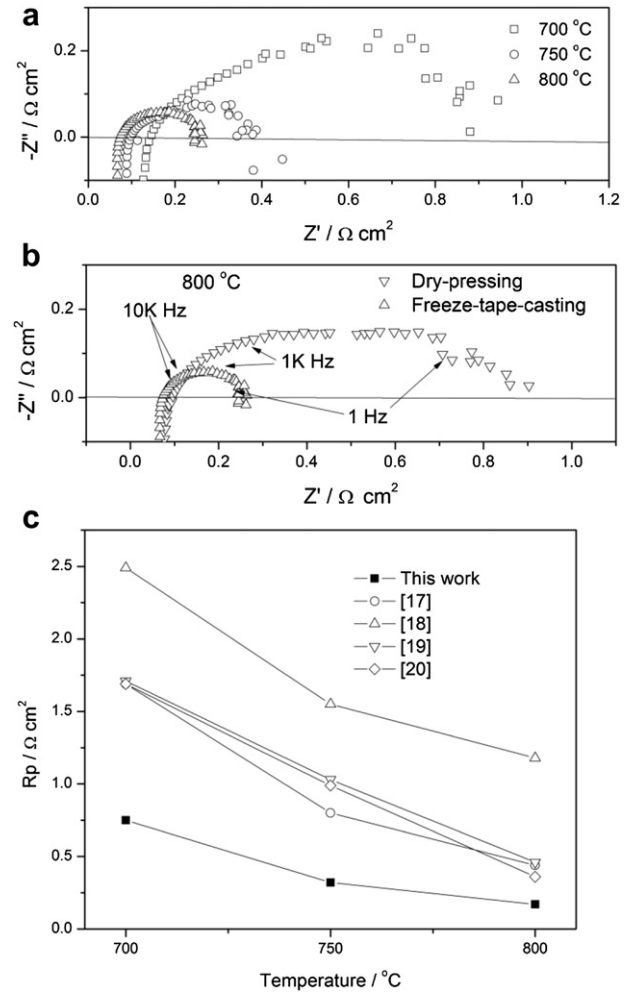 a
700 °C
750 °C
800 °C
0.2
0.0
-Z" / Ω cm²
0.0 0.2 0.4 0.6 0.8 1.0 1.2
Z' / Ω cm²
b
800 °C
Dry-pressing
Freeze-tape-casting
10K Hz
1K Hz
1 Hz
0.2
0.0
-Z" / Ω cm²
0.0 0.2 0.4 0.6 0.8 1.0
Z' / Ω cm²
c
This work
[17]
[18]
[19]
[20]
2.5
2.0
1.5
1.0
0.5
0.0
Rp / Ω cm²
700 750 800
Temperature / °C